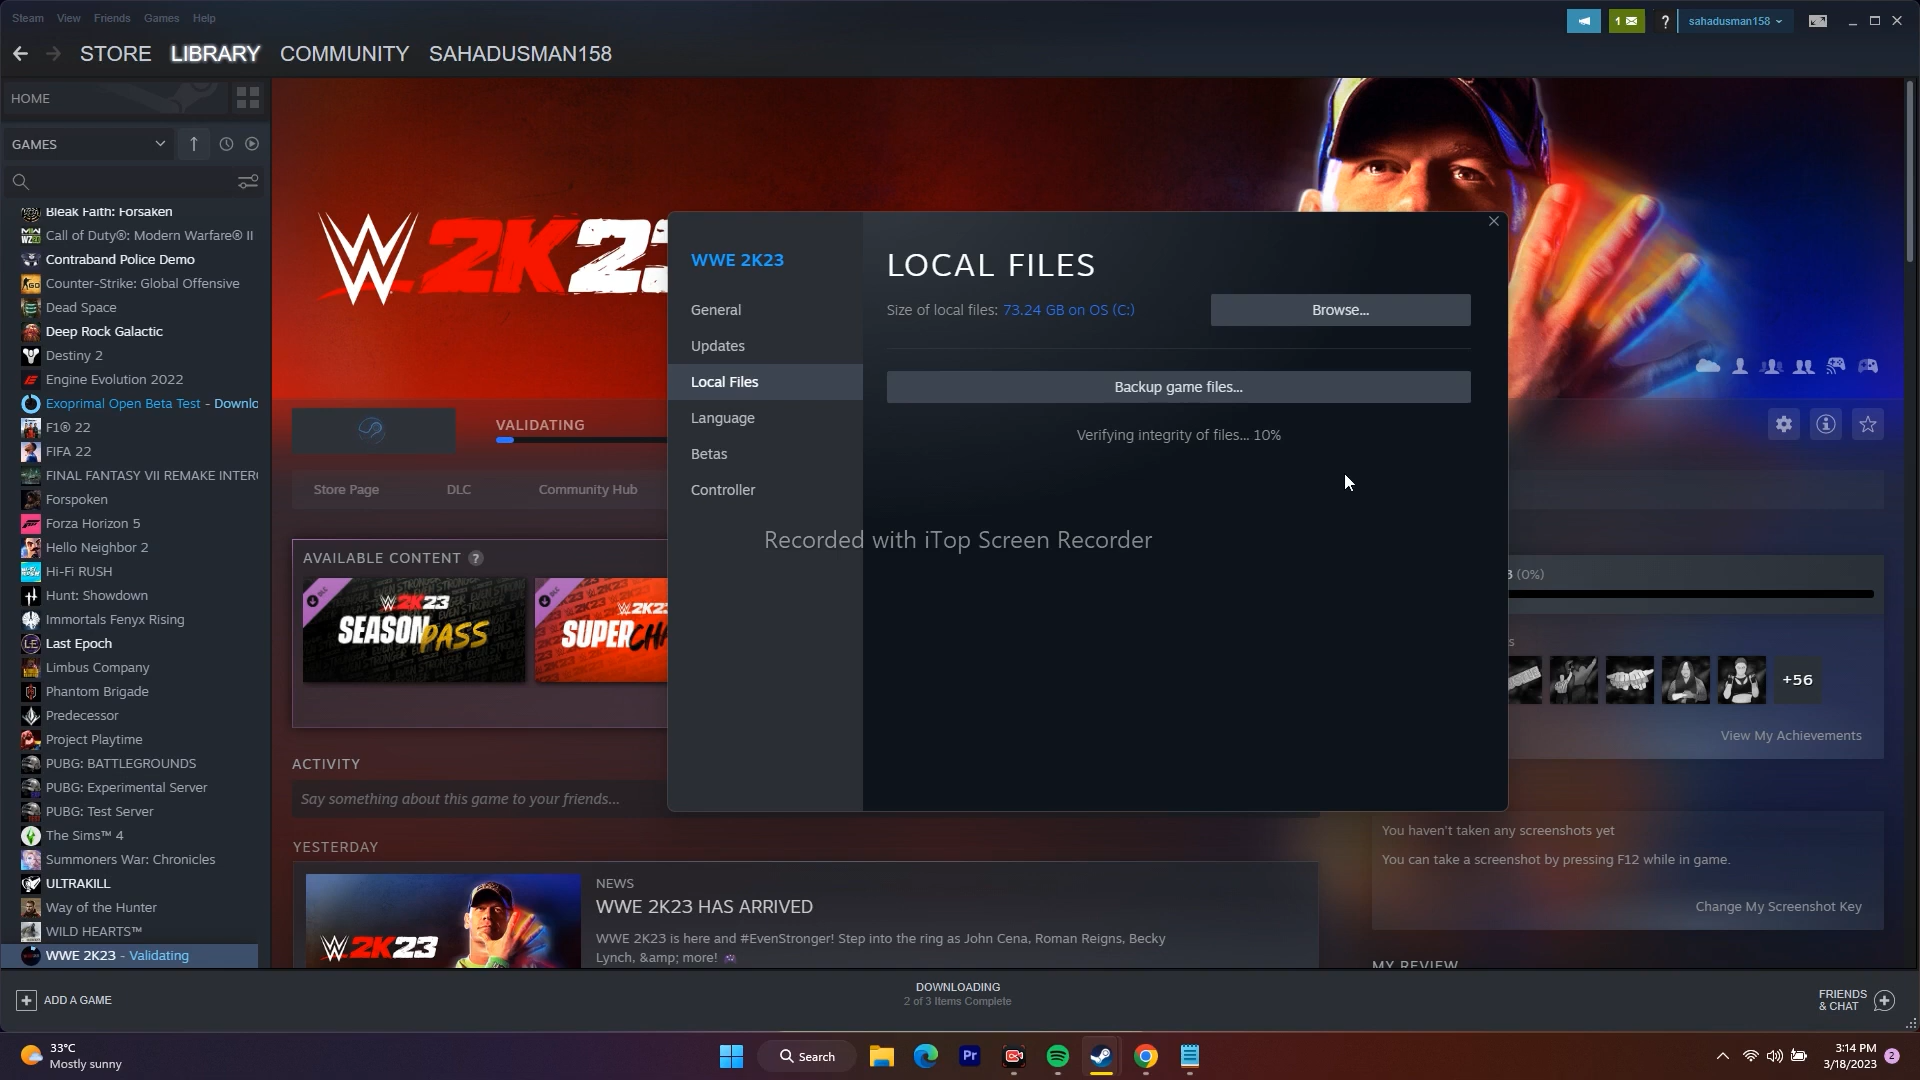 Steam View Friends Games Help
1
?
sahadusman158
STORE LIBRARY COMMUNITY SAHADUSMAN158
HOME
GAMES
Bleak Faith: Forsaken
Call of Duty®: Modern Warfare® II
Contraband Police Demo
Counter-Strike: Global Offensive
Dead Space
Deep Rock Galactic
Destiny 2
Engine Evolution 2022
Exoprimal Open Beta Test - Downlo
F1® 22
FIFA 22
FINAL FANTASY VII REMAKE INTER
Forspoken
Forza Horizon 5
Hello Neighbor 2
Hi-Fi RUSH
Hunt: Showdown
Immortals Fenyx Rising
Last Epoch
Limbus Company
Phantom Brigade
Predecessor
Project Playtime
PUBG: BATTLEGROUNDS
PUBG: Experimental Server
PUBG: Test Server
The Sims™ 4
Summoners War: Chronicles
ULTRAKILL
Way of the Hunter
WILD HEARTS™
WWE 2K23 - Validating
W 2K2
VALIDATING
Store Page DLC Community Hub
AVAILABLE CONTENT ?
W2K23
SEASON PASS
W2K2
SUPERCH
ACTIVITY
Say something about this game to your friends...
YESTERDAY
W2K23
NEWS
WWE 2K23 HAS ARRIVED
WWE 2K23 is here and #EvenStronger! Step into the ring as John Cena, Roman Reigns, Becky
Lynch, &amp; more!
WWE 2K23
General
Updates
Local Files
Language
Betas
Controller
LOCAL FILES
Size of local files: 73.24 GB on OS (C:)
Browse...
Backup game files...
Verifying integrity of files... 10%
Recorded with iTop Screen Recorder
(0%)
s
+56
View My Achievements
You haven't taken any screenshots yet
You can take a screenshot by pressing F12 while in game.
Change My Screenshot Key
MY REVIEW
ADD A GAME
DOWNLOADING
2 of 3 Items Complete
FRIENDS
& CHAT
33°C
Mostly sunny
Search
Pr
3:14 PM
3/18/2023
2